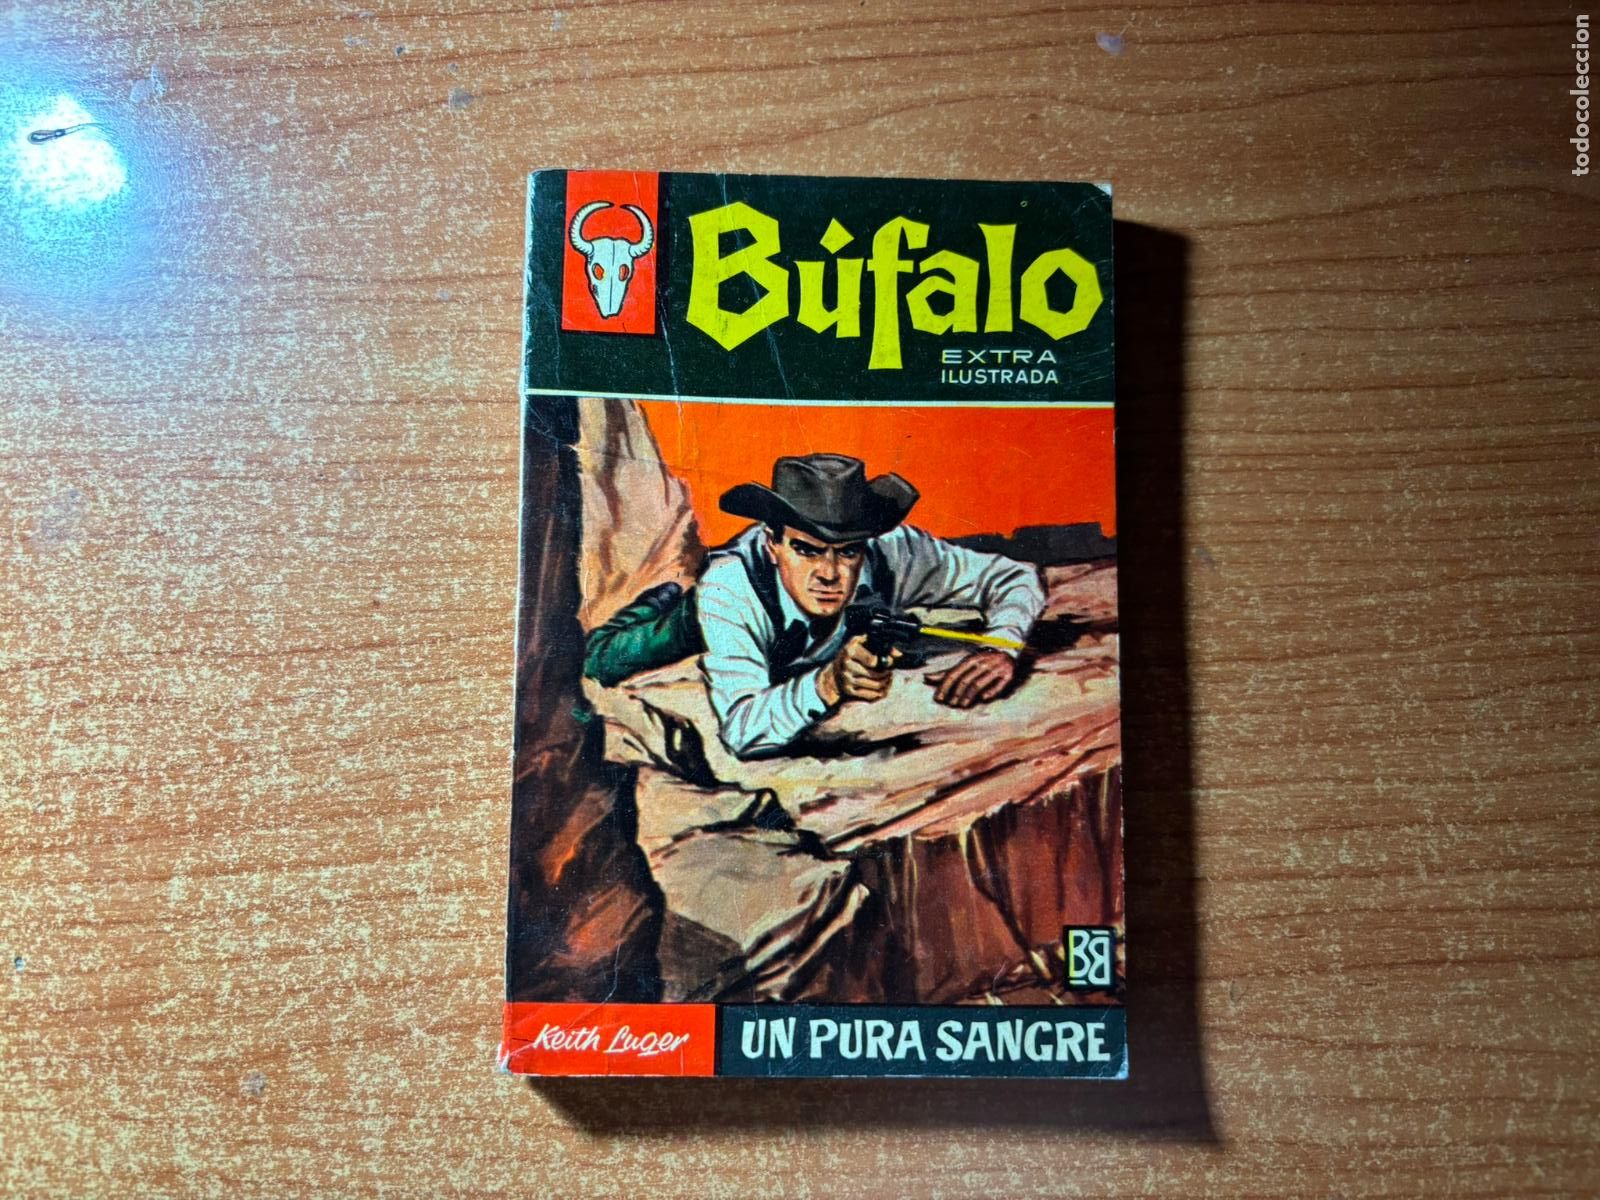 Búfalo
EXTRA
ILUSTRADA
BB
Keith Luger
UN PURA SANGRE
todocoleccion